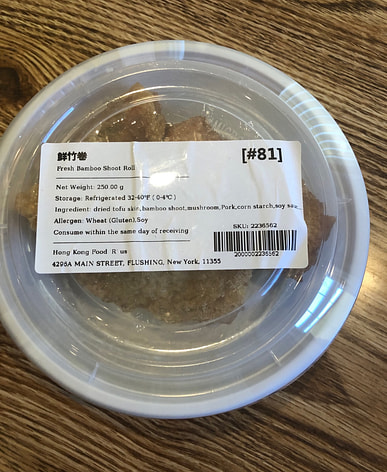 鮮竹卷
[#81]
Fresh Bamboo Shoot Roll
Net Weight: 250.00 g
Storage: Refrigerated 32-40°F ( 0-4°C )
Ingredient: dried tofu skin,bamboo shoot,mushroom,Pork,corn starch,soy
Allergen: Wheat (Gluten),Soy
SKU: 2236562
Consume within the same day of receiving
Hong Kong Food R us
2000002236562
4296A MAIN STREET, FLUSHING, New York, 11355